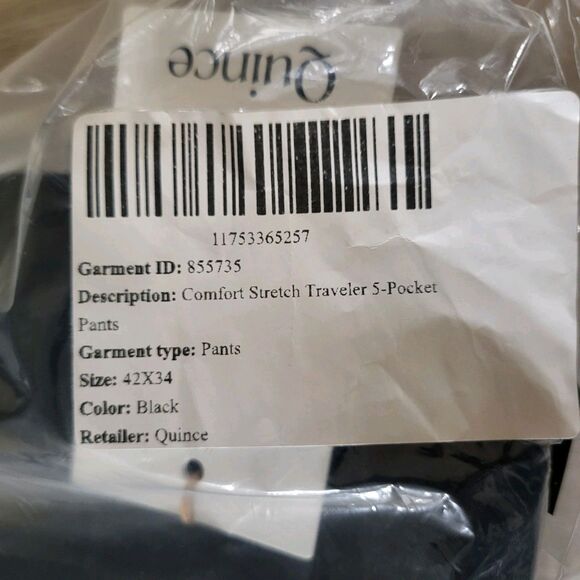 Quince
11753365257
Garment ID: 855735
Description: Comfort Stretch Traveler 5-Pocket
Pants
Garment type: Pants
Size: 42X34
Color: Black
Retailer: Quince